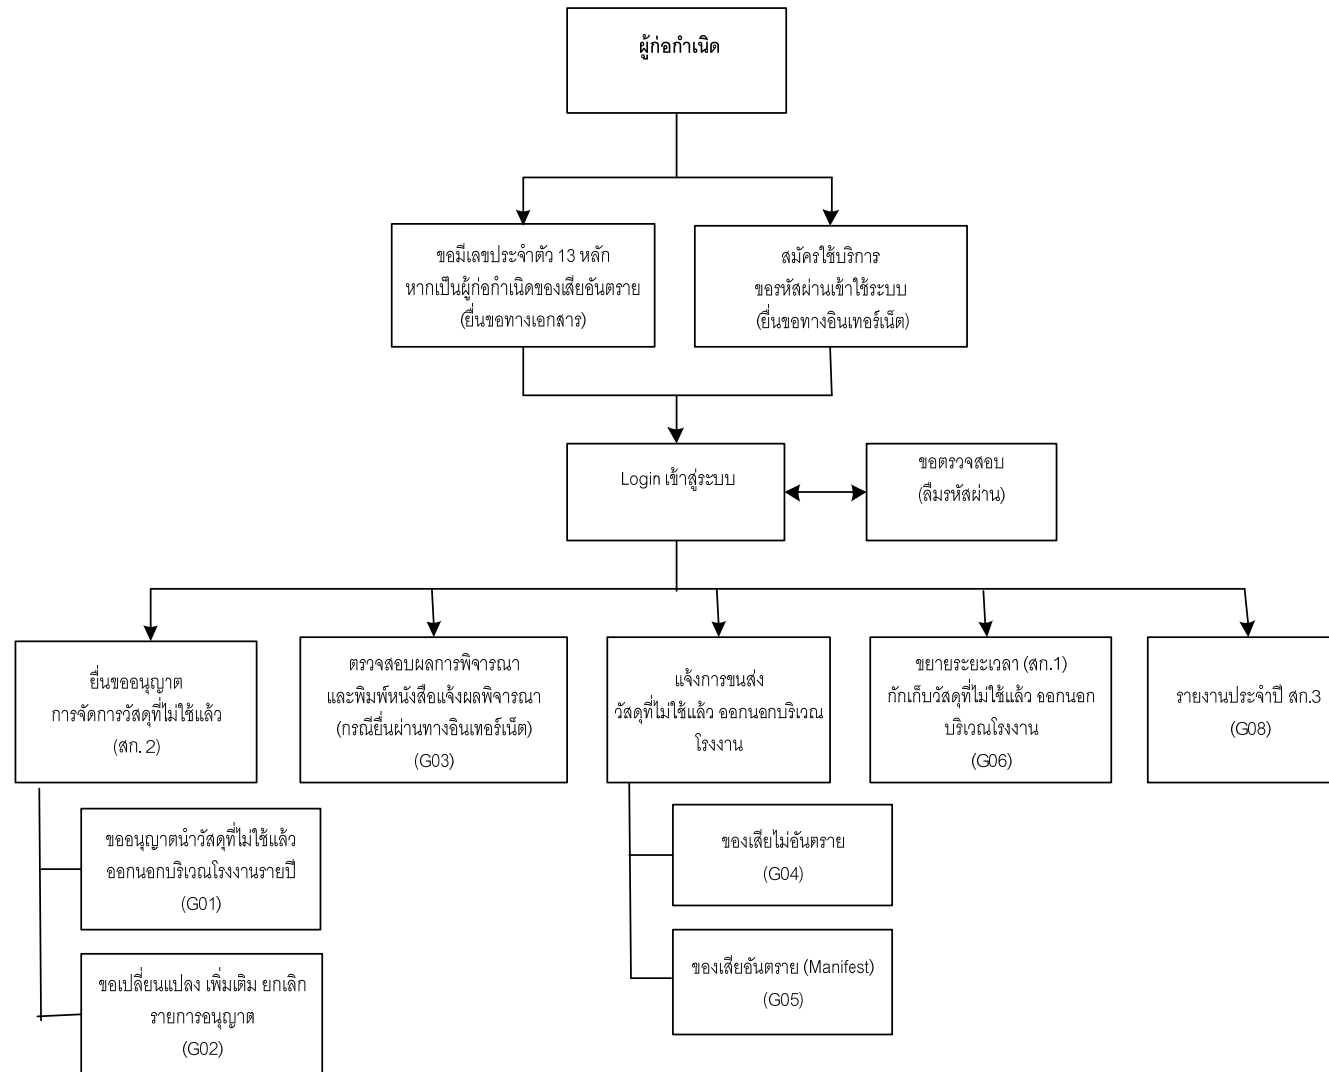 ผู้ก่อกำเนิด
ขอมีเลขประจำตัว 13 หลัก
หากเป็นผู้ก่อกำเนิดของเสียอันตราย
(ยื่นขอทางเอกสาร)
สมัครใช้บริการ
ขอรหัสผ่านเข้าใช้ระบบ
(ยื่นขอทางอินเทอร์เน็ต)
Login เข้าสู่ระบบ
ขอตรวจสอบ
(ลืมรหัสผ่าน)
ยื่นขออนุญาต
การจัดการวัสดุที่ไม่ใช้แล้ว
(สก. 2)
ตรวจสอบผลการพิจารณา
และพิมพ์หนังสือแจ้งผลพิจารณา
(กรณียื่นผ่านทางอินเทอร์เน็ต)
(G03)
แจ้งการขนส่ง
วัสดุที่ไม่ใช้แล้ว ออกนอกบริเวณ
โรงงาน
ขยายระยะเวลา (สก.1)
กักเก็บวัสดุที่ไม่ใช้แล้ว ออกนอก
บริเวณโรงงาน
(G06)
รายงานประจำปี สก.3
(G08)
ขออนุญาตนำวัสดุที่ไม่ใช้แล้ว
ออกนอกบริเวณโรงงานรายปี
(G01)
ขอเปลี่ยนแปลง เพิ่มเติม ยกเลิก
รายการอนุญาต
(G02)
ของเสียไม่อันตราย
(G04)
ของเสียอันตราย (Manifest)
(G05)